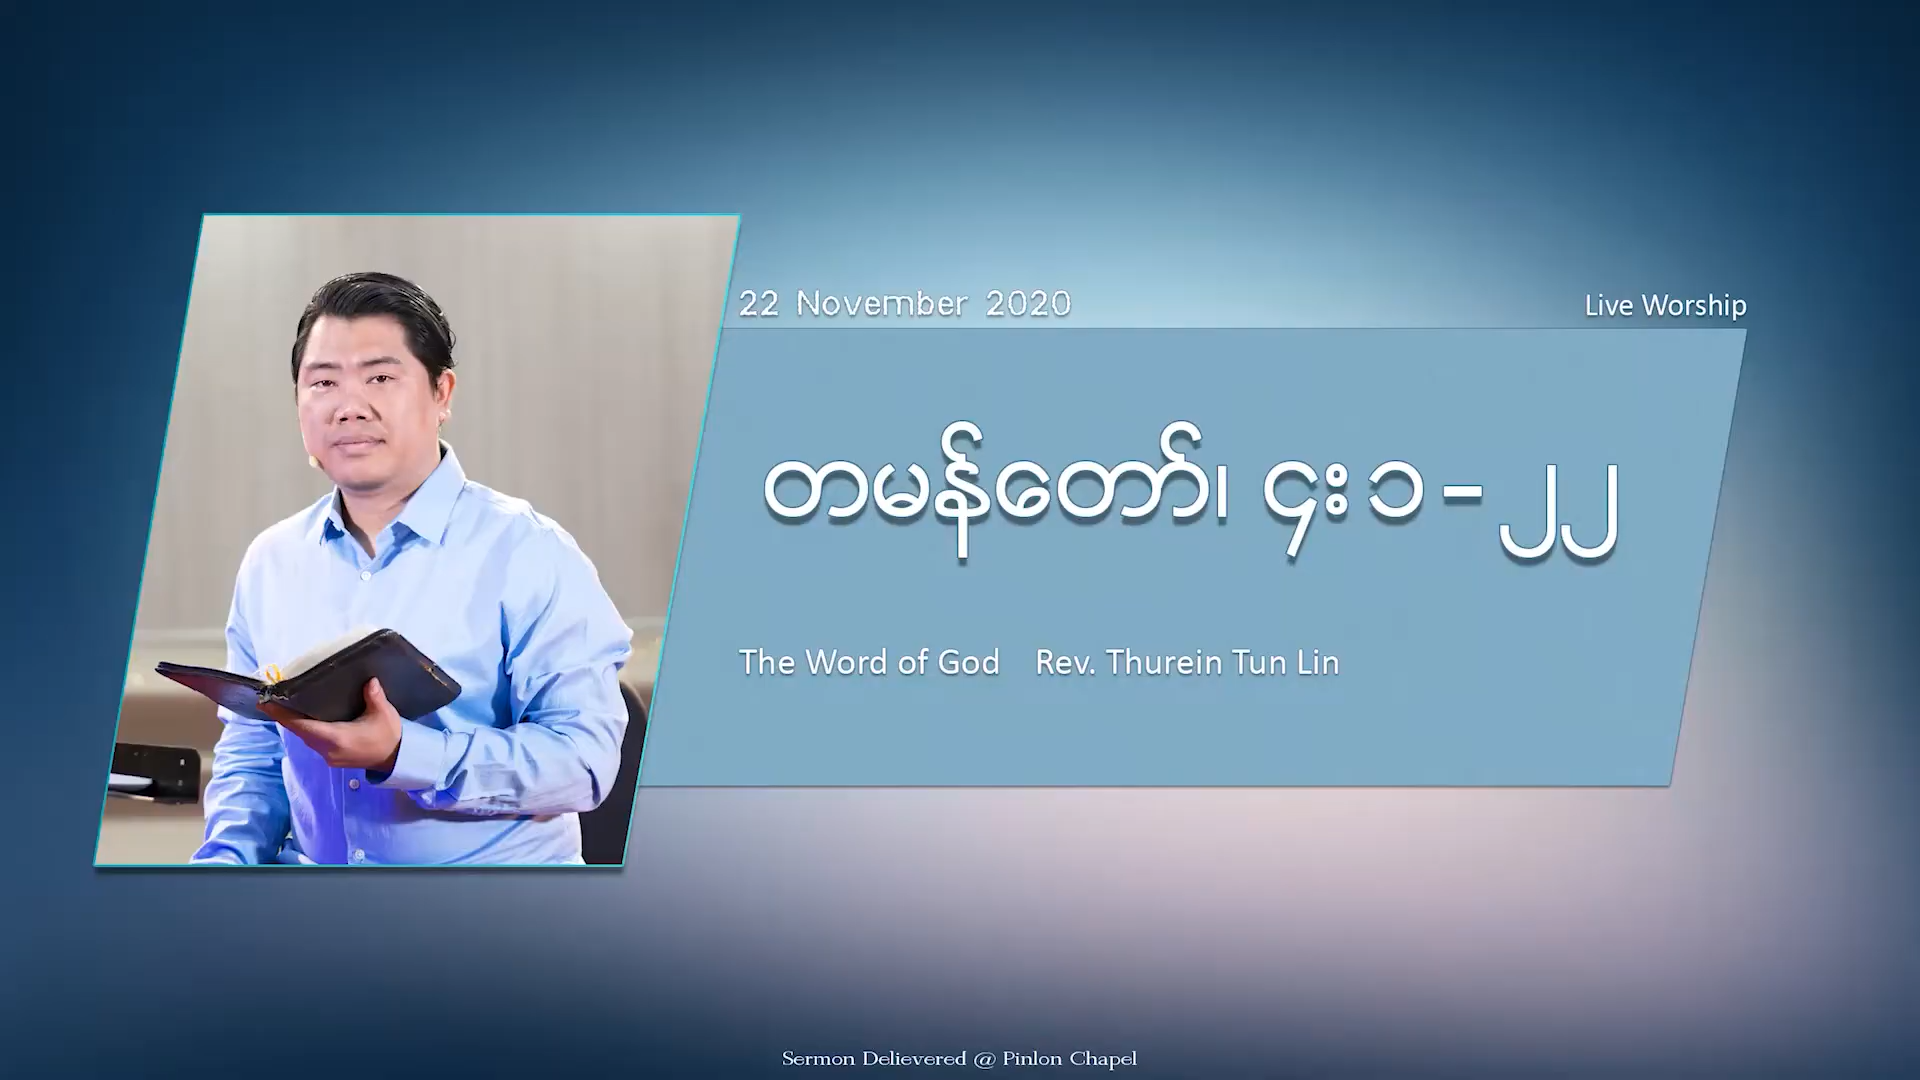 22 November 2020
Live Worship
တမန်တော်၊ ၄း၁-၂၂
The Word of God Rev. Thurein Tun Lin
Sermon Delievered @ Pinlon Chapel